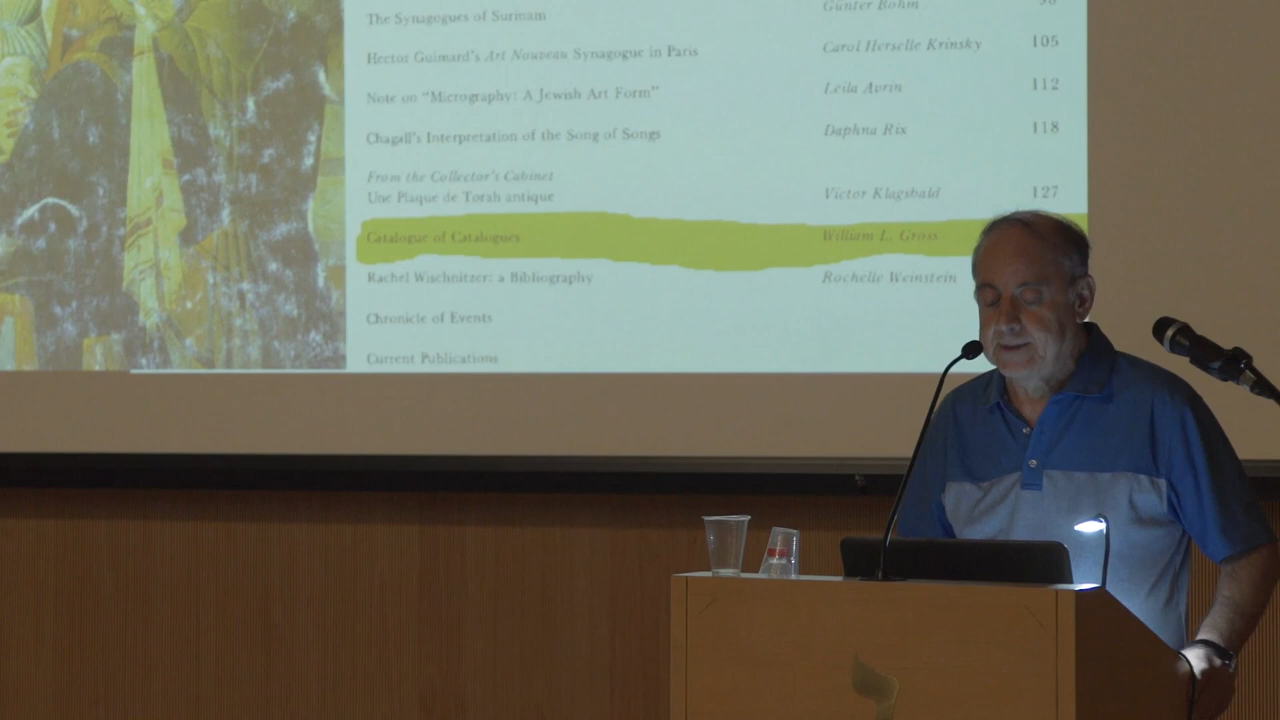 The Synagogues of Surinam Günter Böhm 98
Hector Guimard's Art Nouveau Synagogue in Paris Carol Herselle Krinsky 105
Note on "Micrography: A Jewish Art Form" Leila Avrin 112
Chagall's Interpretation of the Song of Songs Daphna Rix 118
From the Collector's Cabinet
Une Plaque de Torah antique Victor Klagsbald 127
Catalogue of Catalogues William L. Gross
Rachel Wischnitzer: a Bibliography Rochelle Weinstein
Chronicle of Events
Current Publications